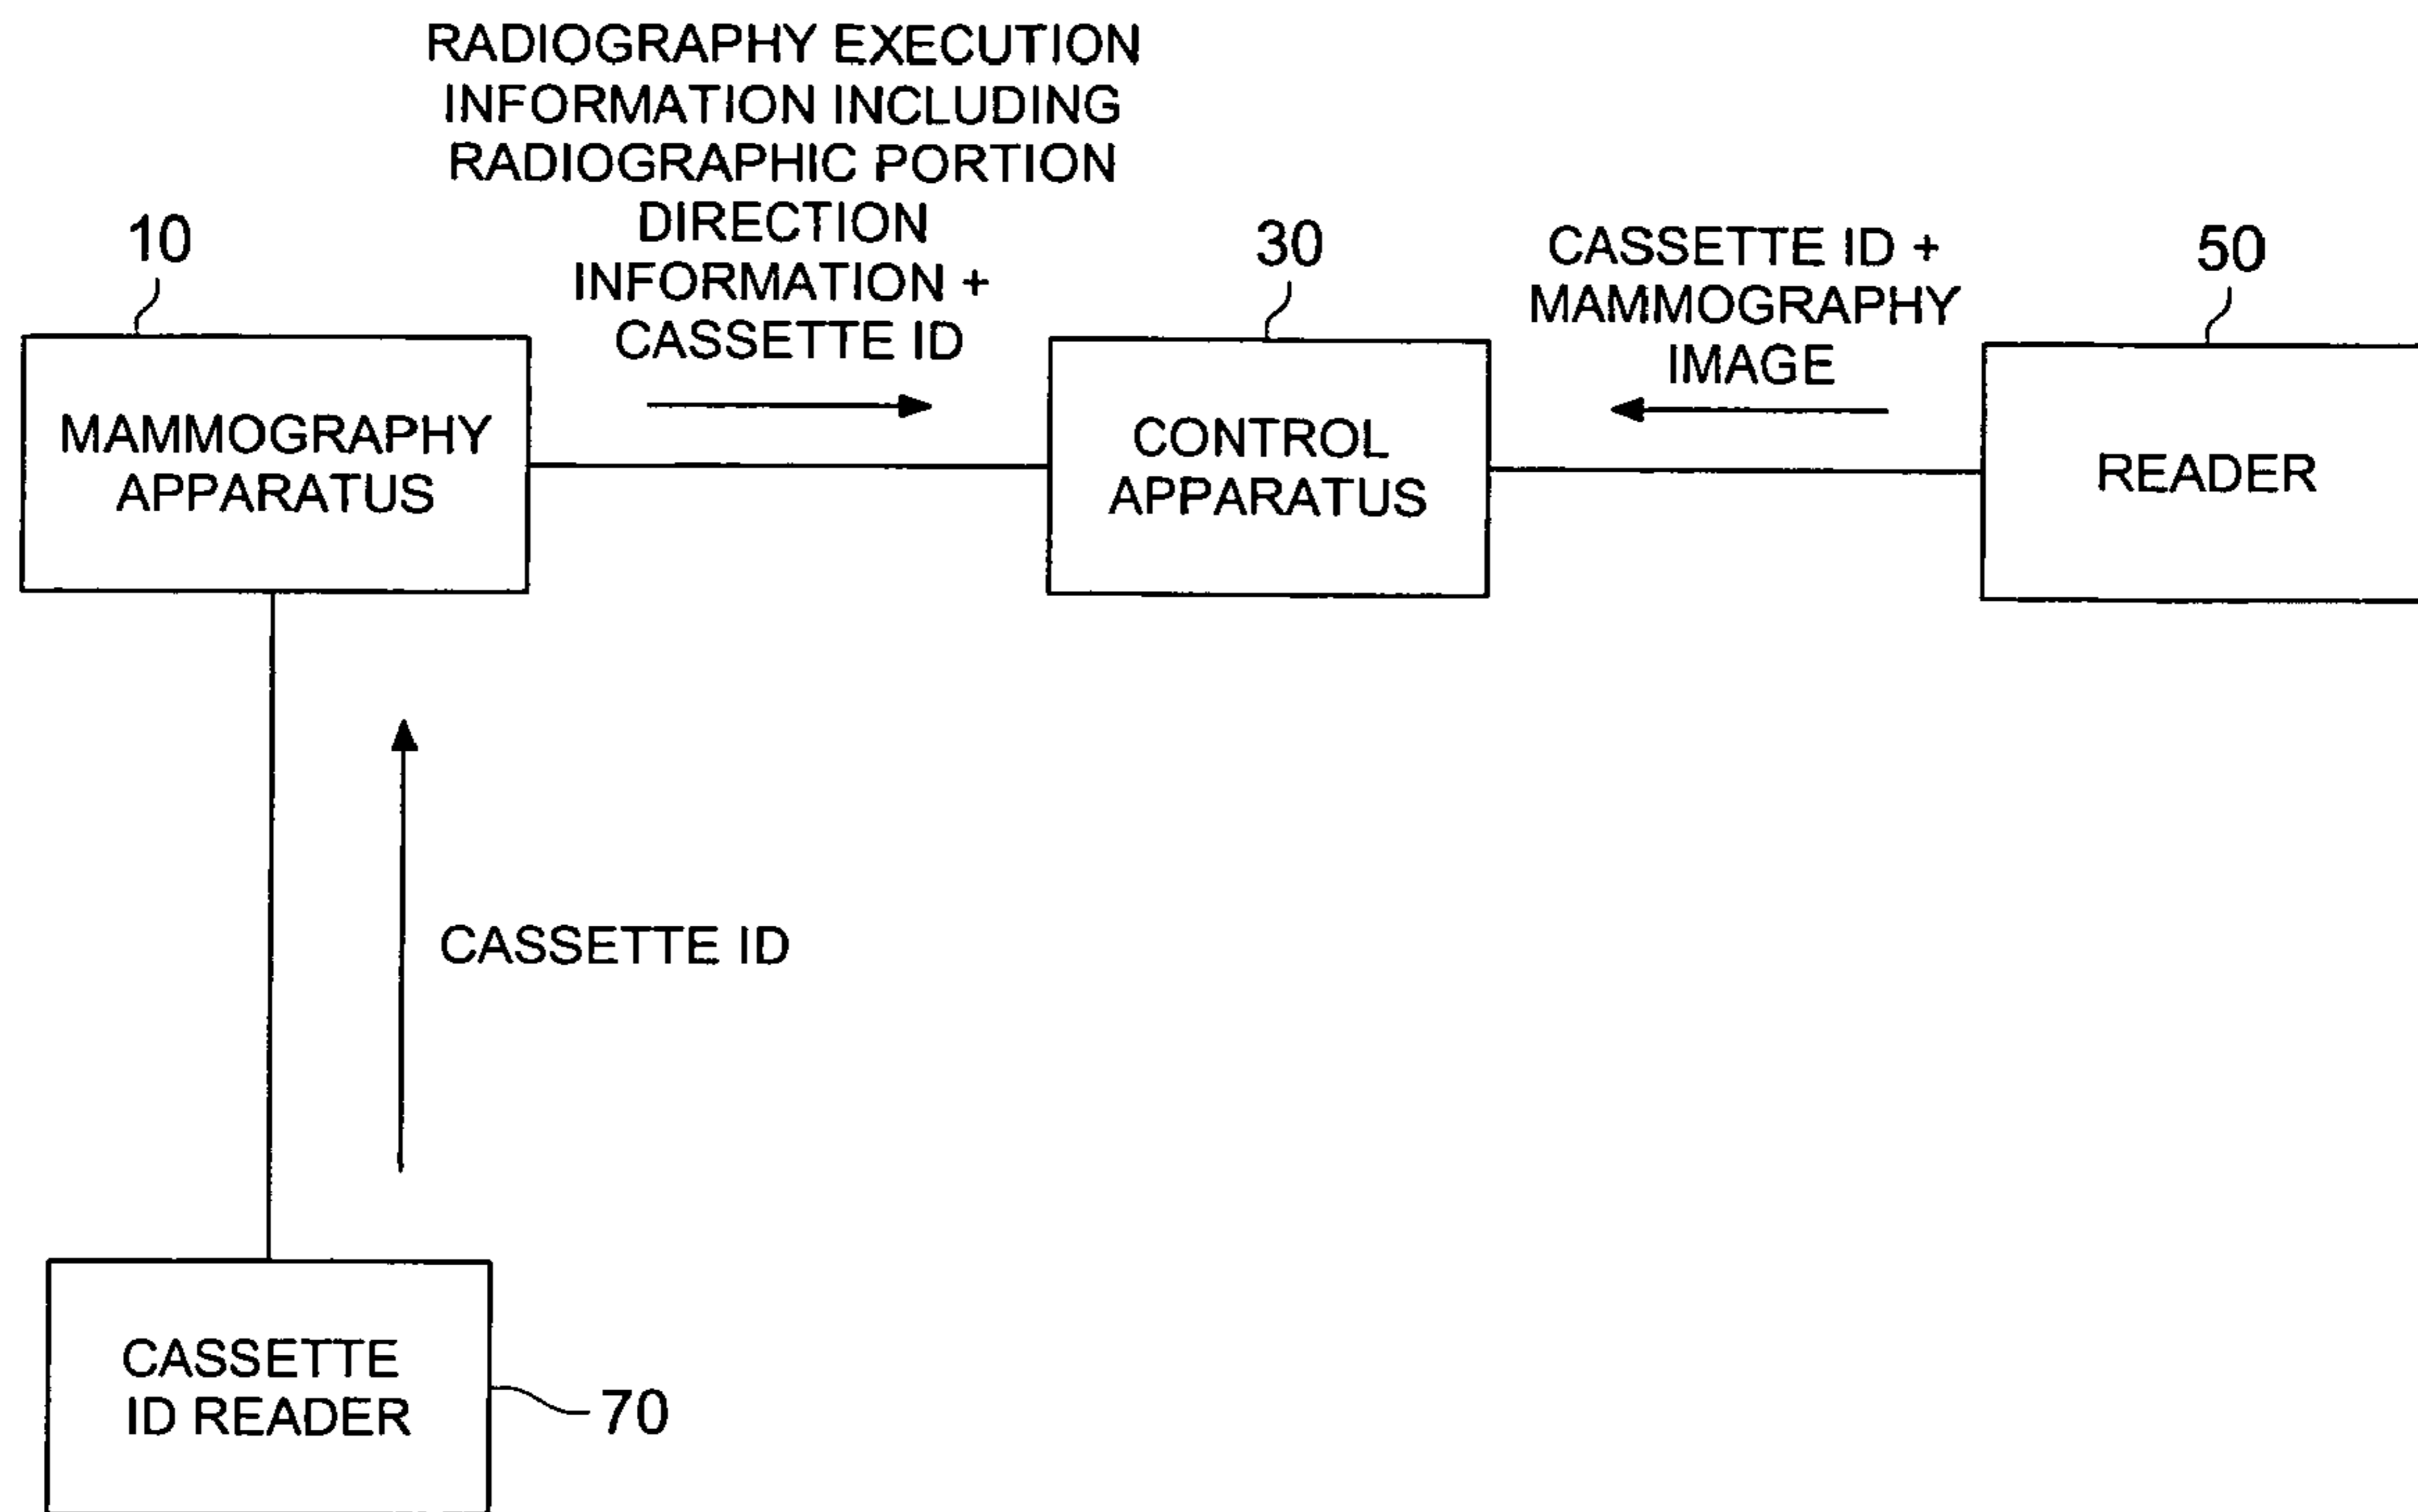 RADIOGRAPHY EXECUTION
INFORMATION INCLUDING
RADIOGRAPHIC PORTION
DIRECTION
INFORMATION +
CASSETTE ID
10
30
CASSETTE ID +
MAMMOGRAPHY
IMAGE
50
MAMMOGRAPHY
APPARATUS
CONTROL
APPARATUS
READER
CASSETTE ID
CASSETTE
ID READER
70